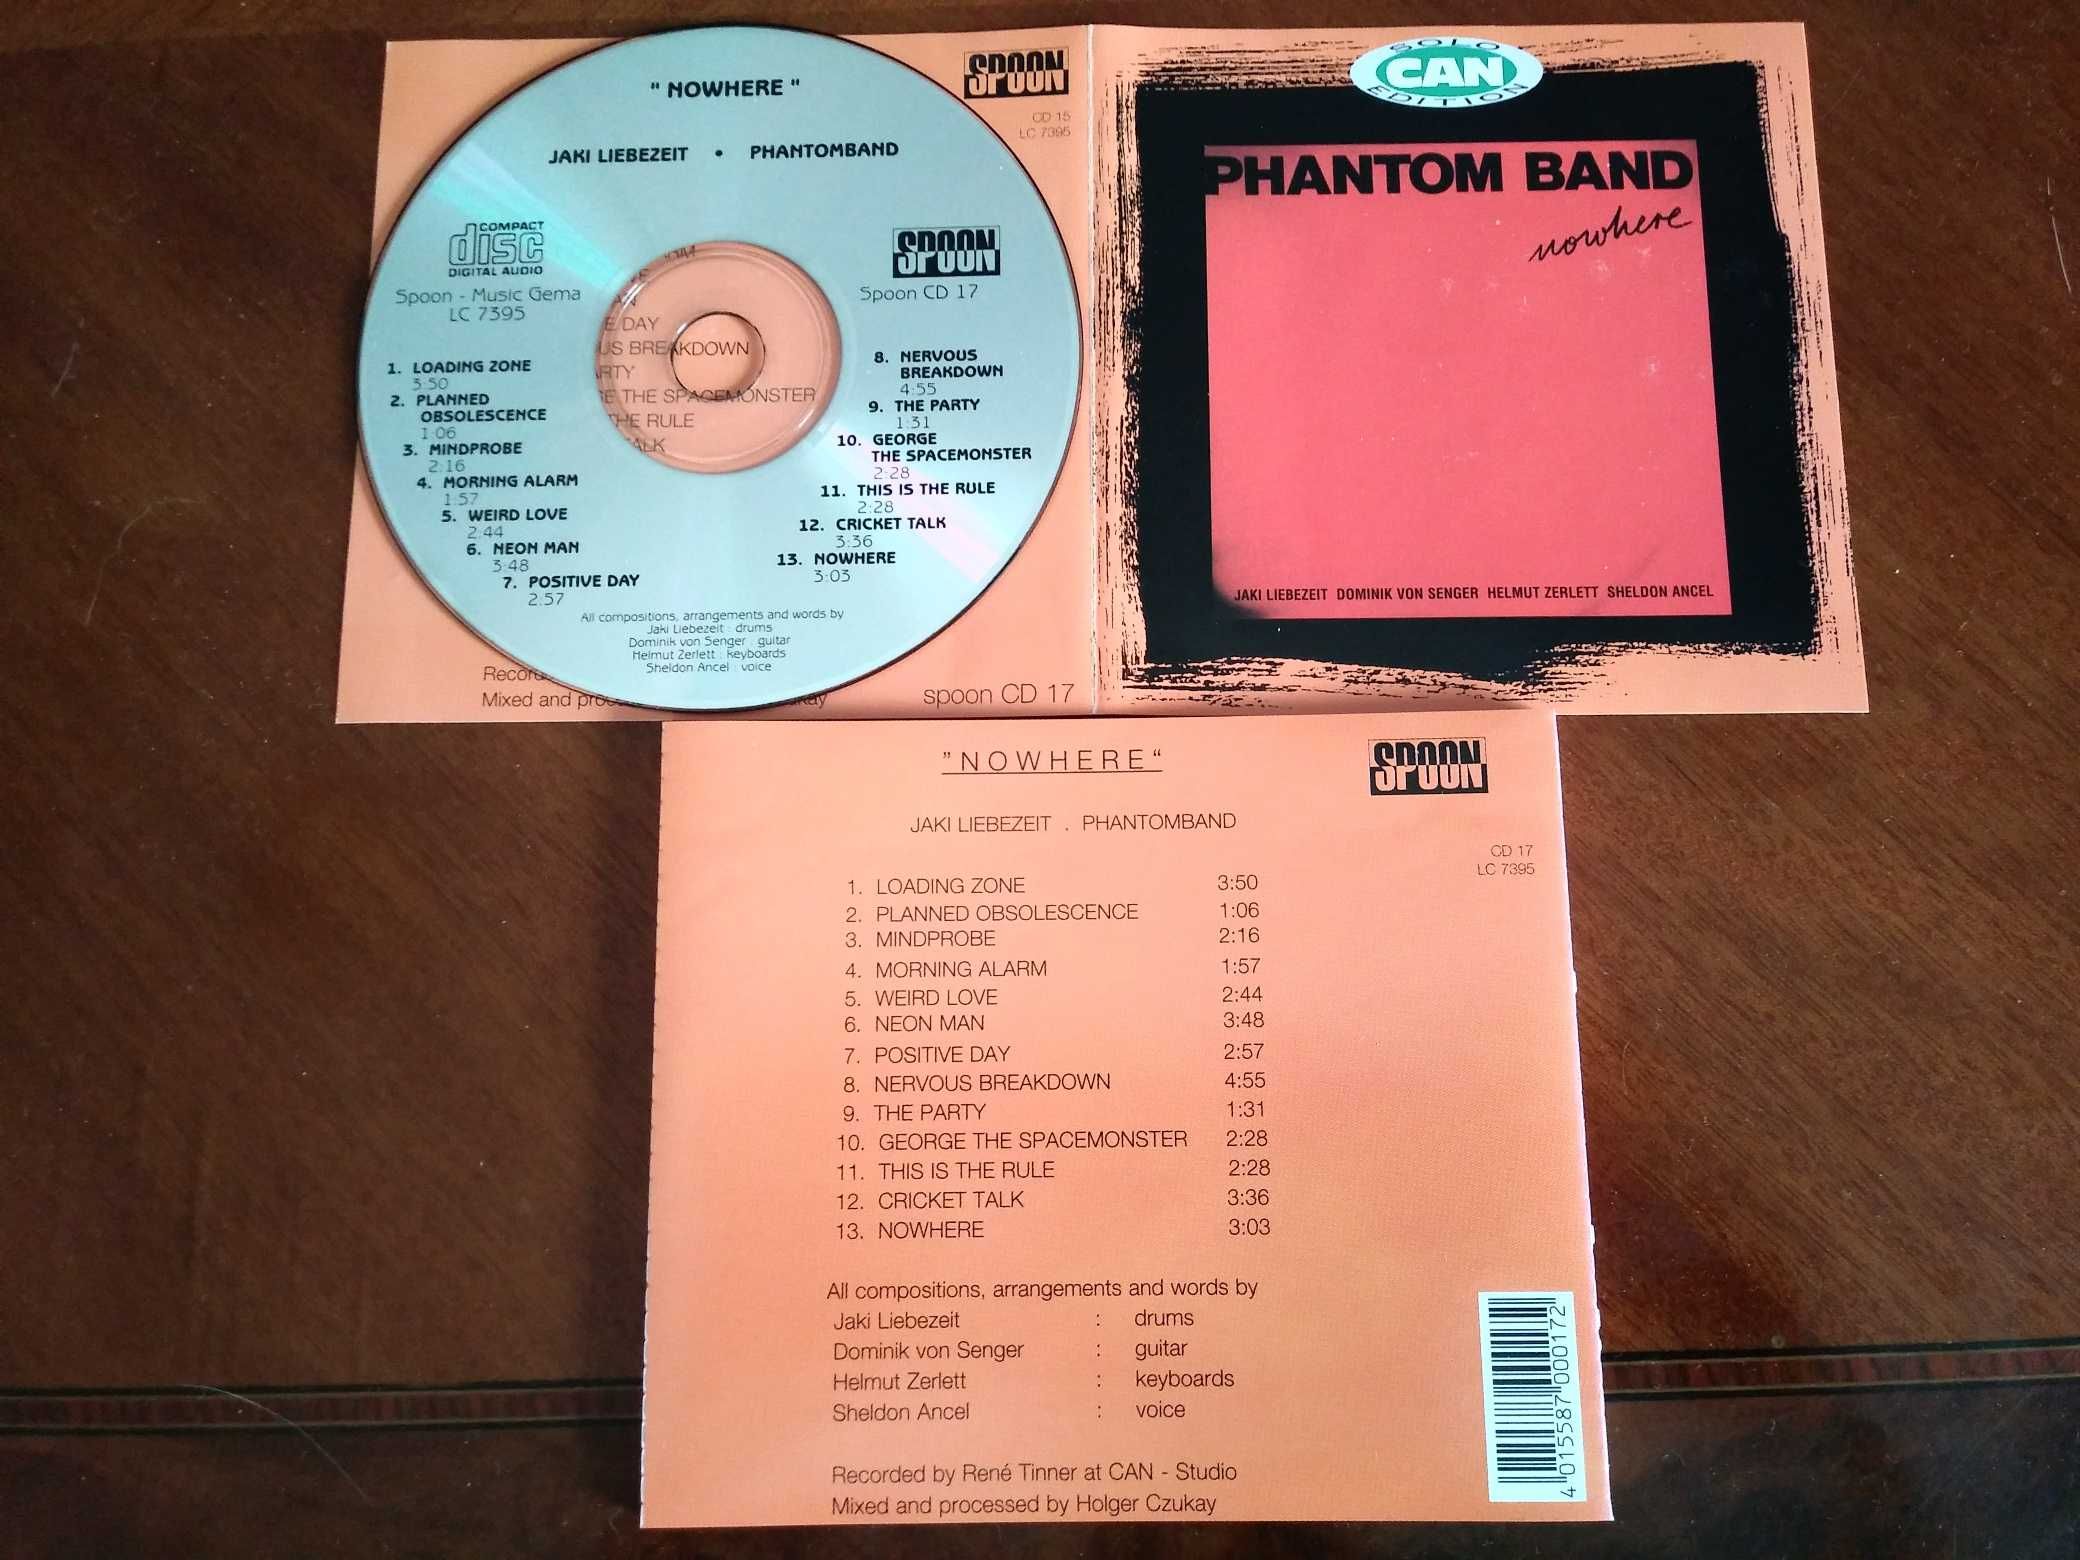 " NOWHERE "
JAKI LIEBEZEIT • PHANTOMBAND
COMPACT
disc
DIGITAL AUDIO
Spoon - Music Gema
LC 7395
SPOON
Spoon CD 17
1. LOADING ZONE
3:50
2. PLANNED
OBSOLESCENCE
1:06
3. MINDPROBE
2:16
4. MORNING ALARM
1:57
5. WEIRD LOVE
2:44
6. NEON MAN
3:48
7. POSITIVE DAY
2:57
8. NERVOUS
BREAKDOWN
4:55
9. THE PARTY
1:31
10. GEORGE
THE SPACEMONSTER
2:28
11. THIS IS THE RULE
2:28
12. CRICKET TALK
3:36
13. NOWHERE
3:03
All compositions, arrangements and words by
Jaki Liebezeit : drums
Dominik von Senger : guitar
Helmut Zerlett : keyboards
Sheldon Ancel : voice
DAY
BREAKDOWN
THE SPACEMONSTER
THE RULE
SPOON
CD 15
LC 7395
Mixed and
spoon CD 17
SOLO
CAN
EDITION
PHANTOM BAND
nowhere
JAKI LIEBEZEIT DOMINIK VON SENGER HELMUT ZERLETT SHELDON ANCEL
"NOWHERE"
SPOON
JAKI LIEBEZEIT . PHANTOMBAND
CD 17
LC 7395
1. LOADING ZONE 3:50
2. PLANNED OBSOLESCENCE 1:06
3. MINDPROBE 2:16
4. MORNING ALARM 1:57
5. WEIRD LOVE 2:44
6. NEON MAN 3:48
7. POSITIVE DAY 2:57
8. NERVOUS BREAKDOWN 4:55
9. THE PARTY 1:31
10. GEORGE THE SPACEMONSTER 2:28
11. THIS IS THE RULE 2:28
12. CRICKET TALK 3:36
13. NOWHERE 3:03
All compositions, arrangements and words by
Jaki Liebezeit : drums
Dominik von Senger : guitar
Helmut Zerlett : keyboards
Sheldon Ancel : voice
Recorded by René Tinner at CAN - Studio
Mixed and processed by Holger Czukay
4 015587 000172